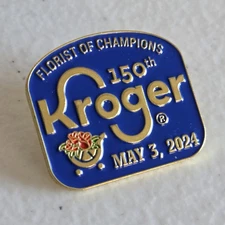 FLORIST OF CHAMPIONS
150th
Kroger®
MAY 3, 2024